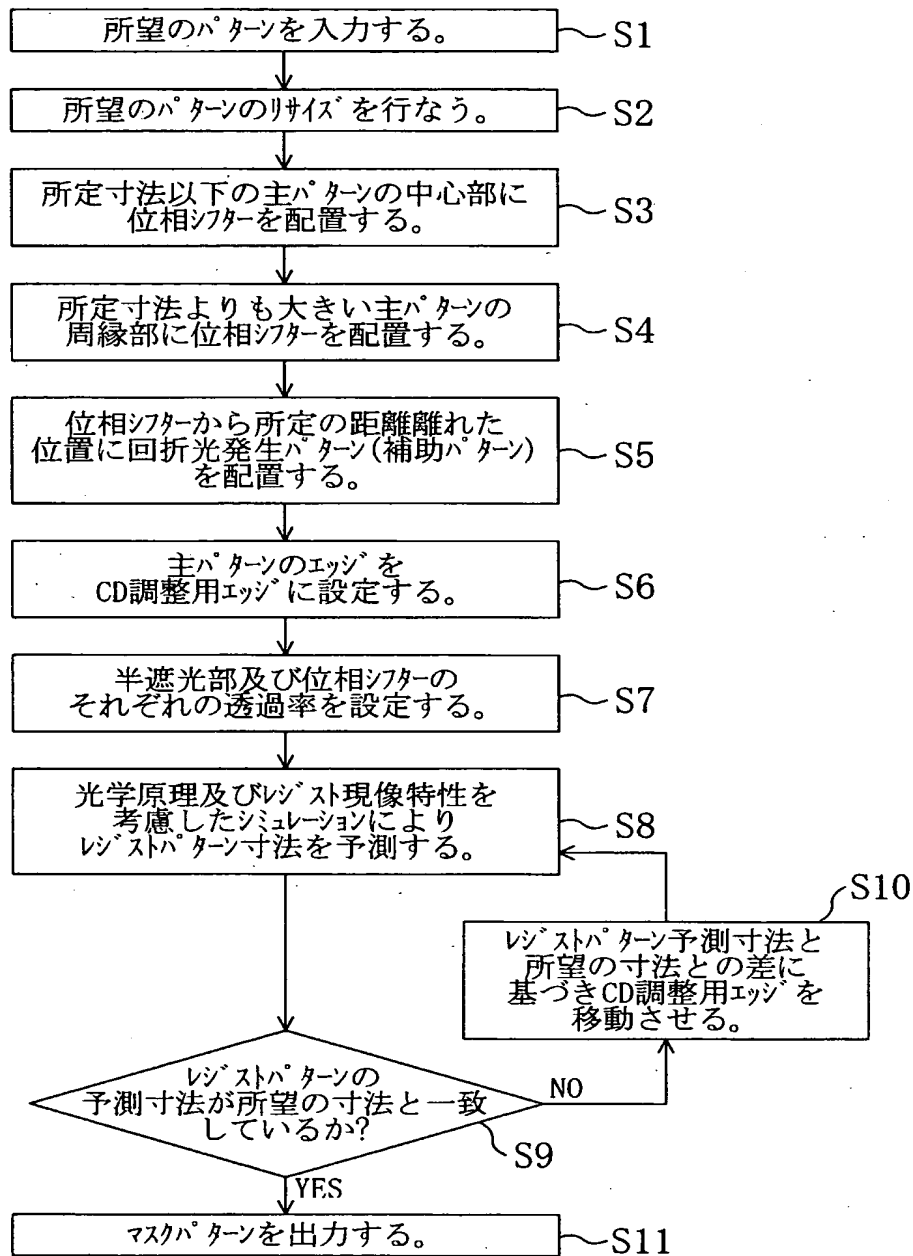 所望のパターンを入力する。
S1
所望のパターンのリサイズを行なう。
S2
所定寸法以下の主パターンの中心部に
位相シフターを配置する。
S3
所定寸法よりも大きい主パターンの
周縁部に位相シフターを配置する。
S4
位相シフターから所定の距離離れた
位置に回折光発生パターン(補助パターン)
を配置する。
S5
主パターンのエッジを
CD調整用エッジに設定する。
S6
半遮光部及び位相シフターの
それぞれの透過率を設定する。
S7
光学原理及びレジスト現像特性を
考慮したシミュレーションにより
レジストパターン寸法を予測する。
S8
S10
レジストパターン予測寸法と
所望の寸法との差に
基づきCD調整用エッジを
移動させる。
レジストパターンの
予測寸法が所望の寸法と一致
しているか?
NO
S9
YES
マスクパターンを出力する。
S11